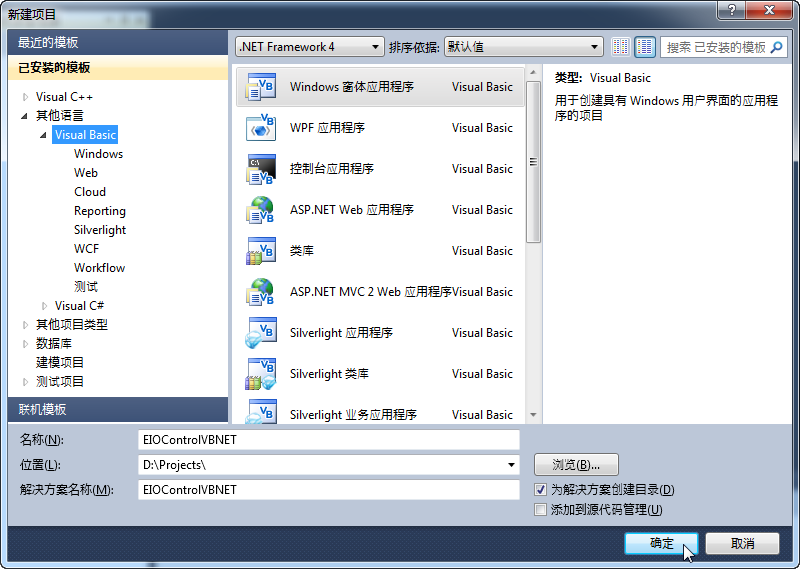 新建项目
最近的模板
已安装的模板
Visual C++
其他语言
Visual Basic
Windows
Web
Cloud
Reporting
Silverlight
WCF
Workflow
测试
Visual C#
其他项目类型
数据库
建模项目
测试项目
联机模板
.NET Framework 4 排序依据: 默认值 搜索 已安装的模板
Windows 窗体应用程序 Visual Basic
WPF 应用程序 Visual Basic
控制台应用程序 Visual Basic
ASP.NET Web 应用程序 Visual Basic
类库 Visual Basic
ASP.NET MVC 2 Web 应用程序 Visual Basic
Silverlight 应用程序 Visual Basic
Silverlight 类库 Visual Basic
Silverlight 业务应用程序 Visual Basic
类型: Visual Basic
用于创建具有 Windows 用户界面的应用程
序的项目
名称(N): EIOControlVBNET
位置(L): D:\Projects\ 浏览(B)...
解决方案名称(M): EIOControlVBNET 为解决方案创建目录(D)
添加到源代码管理(U)
确定 取消